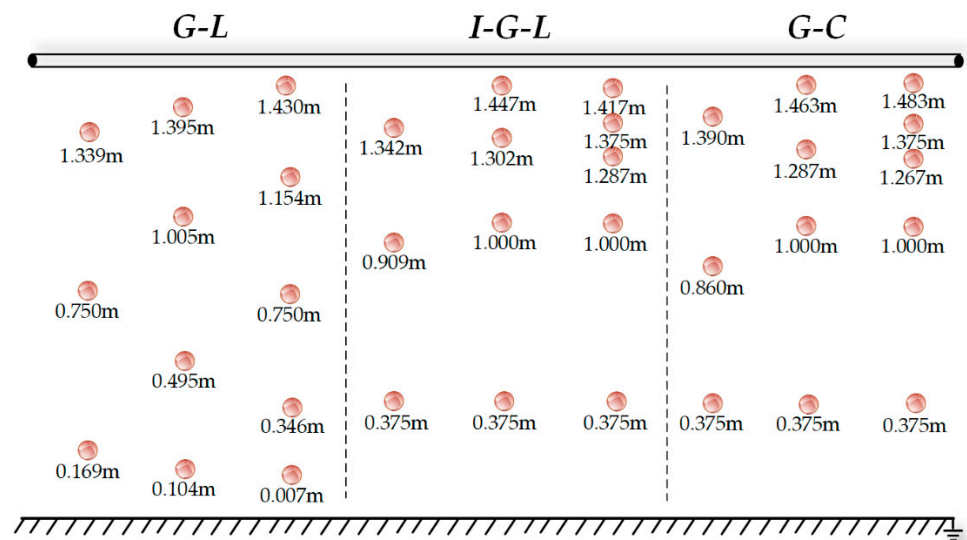 G-L
I-G-L
G-C
1.339m
1.395m
1.430m
1.154m
1.005m
0.750m
0.750m
0.495m
0.346m
0.169m
0.104m
0.007m
1.342m
1.447m
1.417m
1.302m
1.375m
1.287m
0.909m
1.000m
1.000m
0.375m
0.375m
0.375m
1.390m
1.463m
1.483m
1.287m
1.375m
1.267m
0.860m
1.000m
1.000m
0.375m
0.375m
0.375m